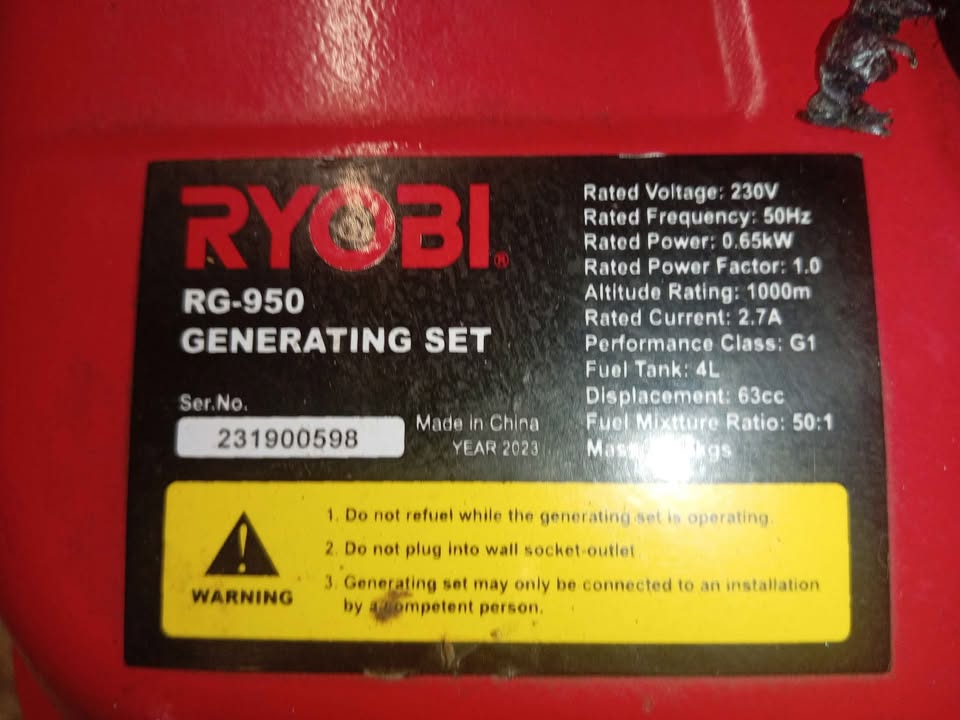 RYOBI®
RG-950
GENERATING SET
Ser.No.
231900598
Made in China
YEAR 2023
Rated Voltage: 230V
Rated Frequency: 50Hz
Rated Power: 0.65kW
Rated Power Factor: 1.0
Altitude Rating: 1000m
Rated Current: 2.7A
Performance Class: G1
Fuel Tank: 4L
Displacement: 63cc
Fuel Mixtture Ratio: 50:1
WARNING
1. Do not refuel while the generating set is operating.
2. Do not plug into wall socket-outlet
3. Generating set may only be connected to an installation
by a competent person.